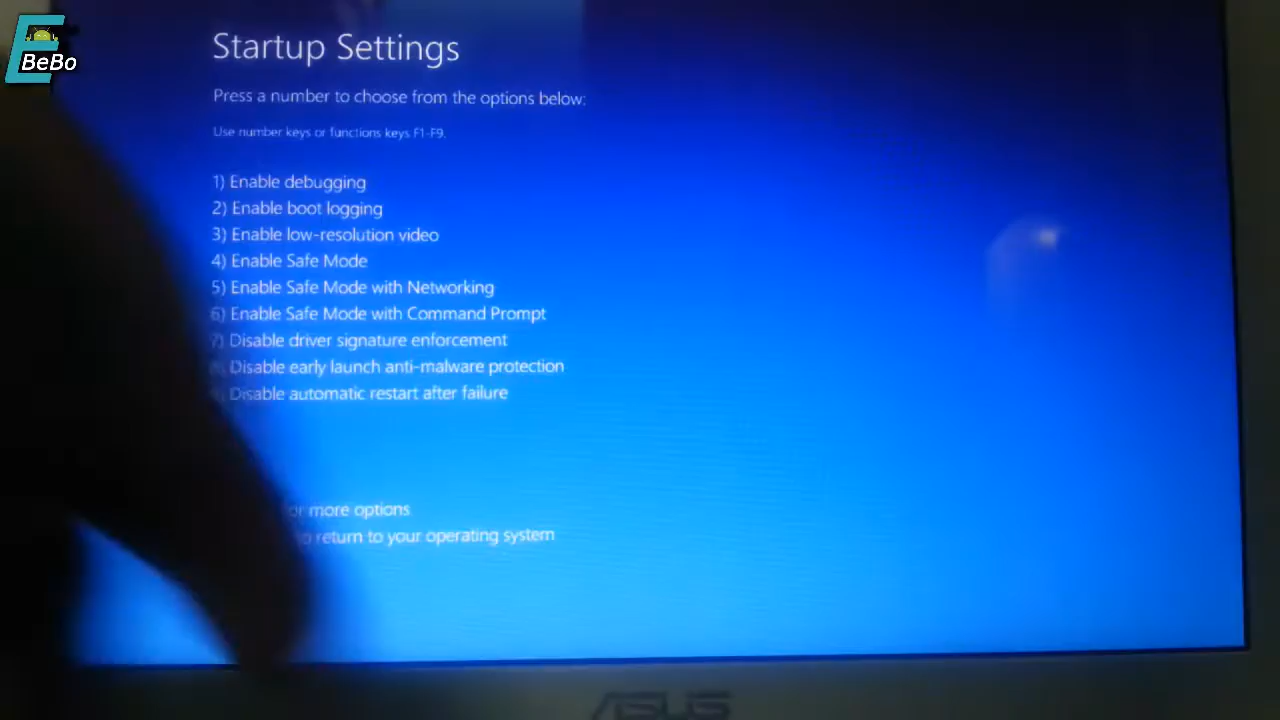 BeBo
Startup Settings
Press a number to choose from the options below:
Use number keys or functions keys F1-F9.
1) Enable debugging
2) Enable boot logging
3) Enable low-resolution video
4) Enable Safe Mode
5) Enable Safe Mode with Networking
6) Enable Safe Mode with Command Prompt
7) Disable driver signature enforcement
Disable early launch anti-malware protection
Disable automatic restart after failure
more options
to return to your operating system
ASUS